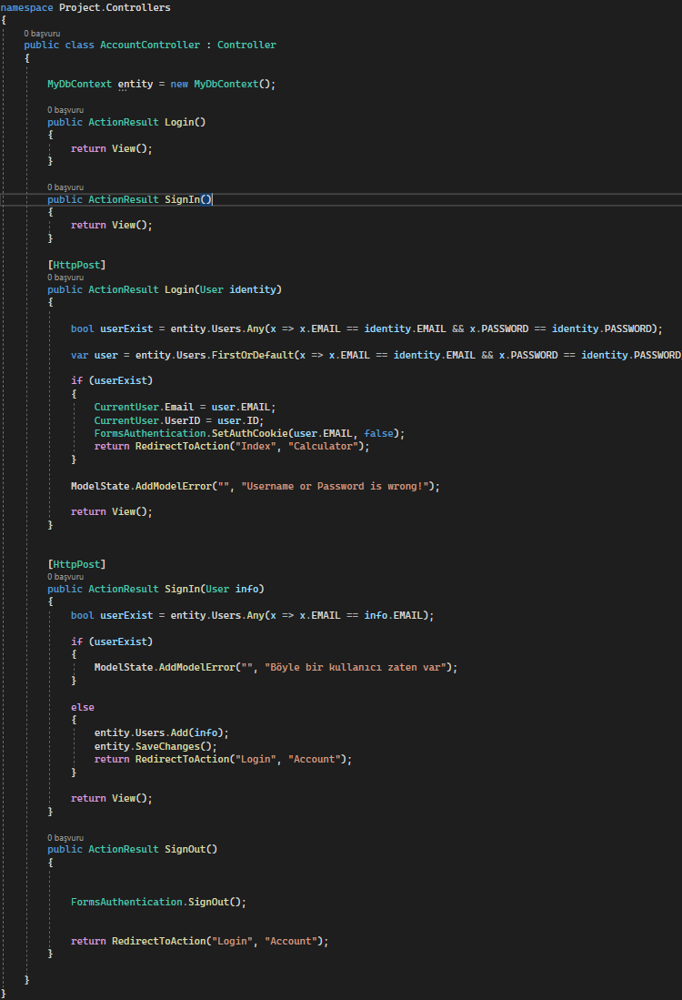 namespace Project.Controllers
{
0 başvuru
public class AccountController : Controller
{
MyDbContext entity = new MyDbContext();
0 başvuru
public ActionResult Login()
{
return View();
}
0 başvuru
public ActionResult SignIn()
{
return View();
}
[HttpPost]
0 başvuru
public ActionResult Login(User identity)
{
bool userExist = entity.Users.Any(x => x.EMAIL == identity.EMAIL && x.PASSWORD == identity.PASSWORD);
var user = entity.Users.FirstOrDefault(x => x.EMAIL == identity.EMAIL && x.PASSWORD == identity.PASSWORD
if (userExist)
{
CurrentUser.Email = user.EMAIL;
CurrentUser.UserID = user.ID;
FormsAuthentication.SetAuthCookie(user.EMAIL, false);
return RedirectToAction("Index", "Calculator");
}
ModelState.AddModelError("", "Username or Password is wrong!");
return View();
}
[HttpPost]
0 başvuru
public ActionResult SignIn(User info)
{
bool userExist = entity.Users.Any(x => x.EMAIL == info.EMAIL);
if (userExist)
{
ModelState.AddModelError("", "Böyle bir kullanıcı zaten var");
}
else
{
entity.Users.Add(info);
entity.SaveChanges();
return RedirectToAction("Login", "Account");
}
return View();
}
0 başvuru
public ActionResult SignOut()
{
FormsAuthentication.SignOut();
return RedirectToAction("Login", "Account");
}
}
}